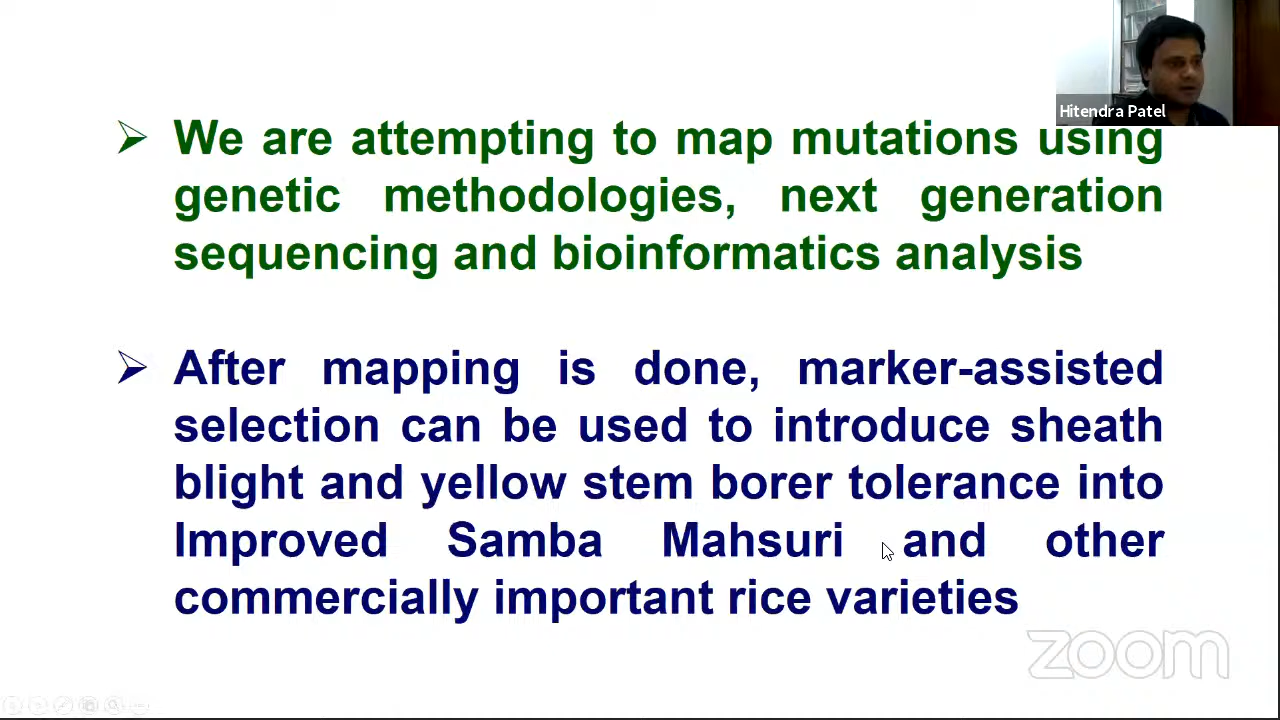 Hitendra Patel
We are attempting to map mutations using
genetic methodologies, next generation
sequencing and bioinformatics analysis
After mapping is done, marker-assisted
selection can be used to introduce sheath
blight and yellow stem borer tolerance into
Improved Samba Mahsuri and other
commercially important rice varieties
zoom